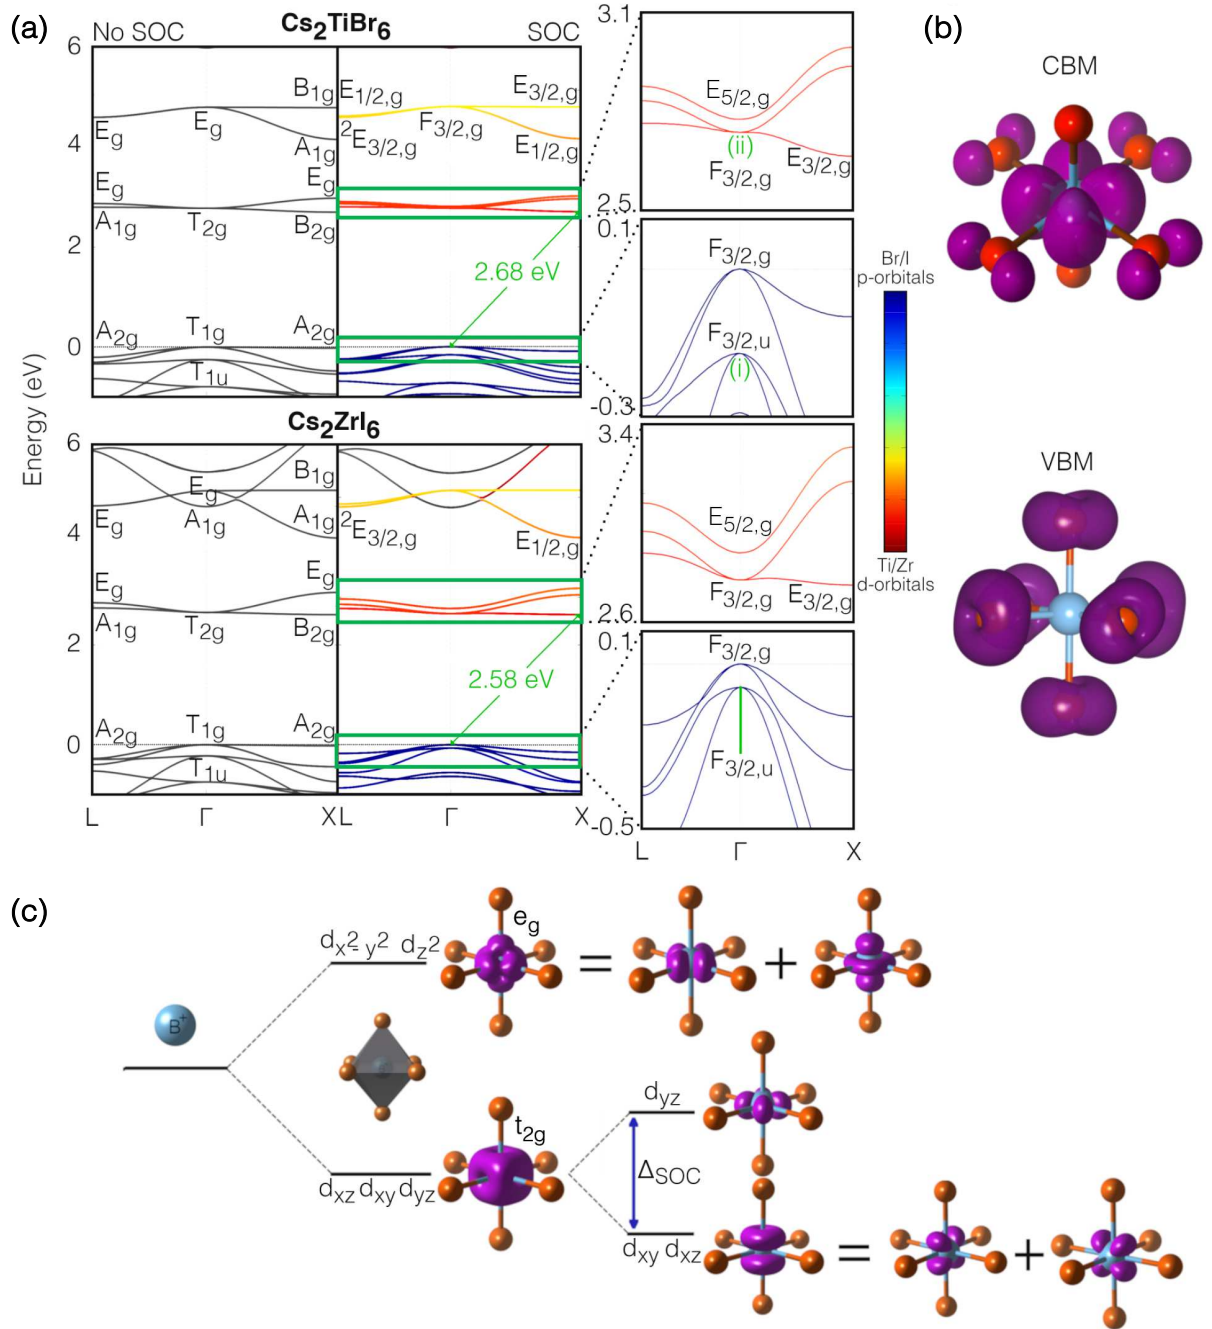 (a)
No SOC
Cs2TiBr6
SOC
6
4
2
0
Eg
Eg
B1g
A1g
Eg
A1g
T2g
Eg
B2g
A2g
T1g
T1u
A2g
E1/2,g
2E3/2,g
F3/2,g
E3/2,g
E1/2,g
2.68 eV
3.1
E5/2,g
(ii)
F3/2,g
E3/2,g
2.5
0.1
F3/2,g
F3/2,u
(i)
-0.3
Energy (eV)
Cs2ZrI6
6
4
2
0
Eg
Eg
A1g
B1g
A1g
Eg
A1g
T2g
Eg
B2g
A2g
T1g
T1u
A2g
2E3/2,g
E1/2,g
2.58 eV
L
Γ
X
L
Γ
X
3.4
E5/2,g
F3/2,g
E3/2,g
2.6
0.1
F3/2,g
F3/2,u
-0.5
L
Γ
X
Br/I
p-orbitals
Ti/Zr
d-orbitals
(b)
CBM
VBM
(c)
B+
dx2 - y2 dz2
eg
=
+
dxz dxy dyz
t2g
dyz
ΔSOC
dxy dxz
=
+